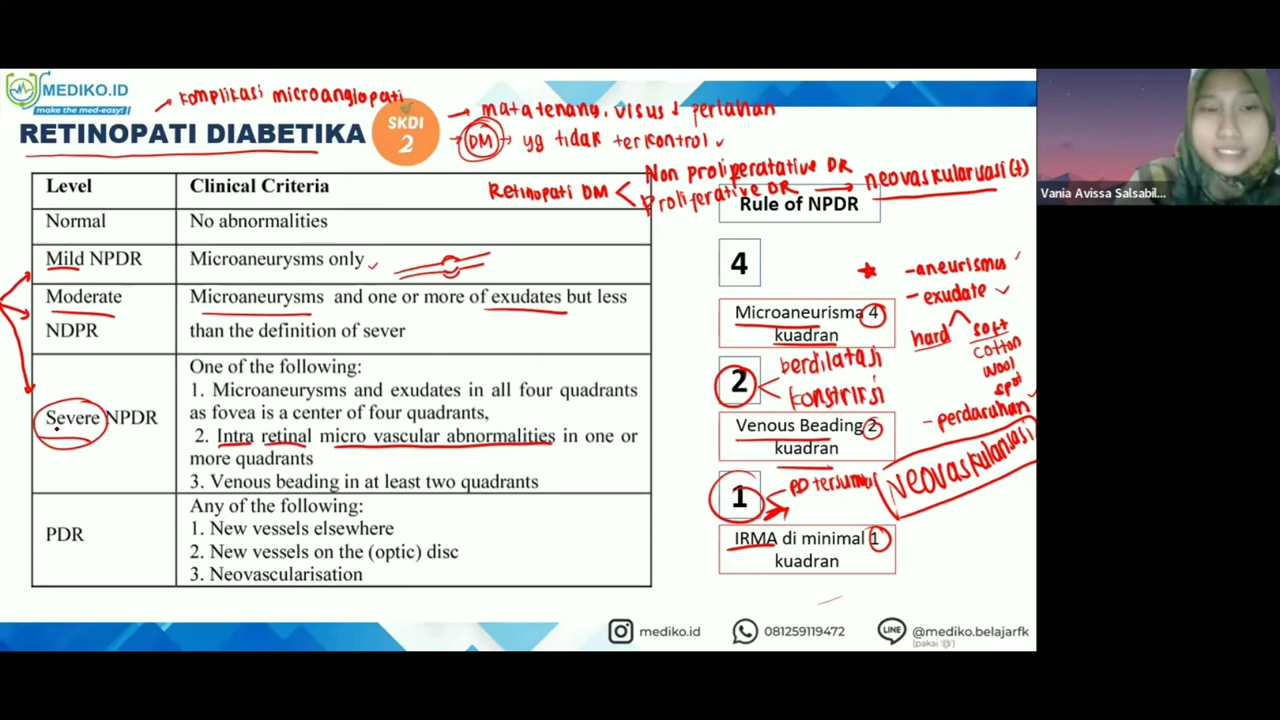 MEDIKO.ID
make the med-easy!
komplikasi microangiopati
RETINOPATI DIABETIKA
SKDI
2
mata tenang, visus ↓ perlahan
DM → yg tidak terkontrol
Retinopati DM
Non proliperatative DR
proliperative DR → neovaskularisasi (+)
Level
Clinical Criteria
Normal
No abnormalities
Mild NPDR
Microaneurysms only
Moderate
NDPR
Microaneurysms and one or more of exudates but less
than the definition of sever
Severe NPDR
One of the following:
1. Microaneurysms and exudates in all four quadrants
as fovea is a center of four quadrants,
2. Intra retinal micro vascular abnormalities in one or
more quadrants
3. Venous beading in at least two quadrants
PDR
Any of the following:
1. New vessels elsewhere
2. New vessels on the (optic) disc
3. Neovascularisation
Rule of NPDR
4
Microaneurisma 4
kuadran
2
berdilatasi
konstriksi
Venous Beading 2
kuadran
1
PD
IRMA di minimal 1
kuadran
- aneurisma
- exudate
hard
soft
cotton
wool
spot
- perdarahan
Neovaskularisasi
mediko.id
081259119472
@mediko.belajarfk
(pakai '@')
Vania Avissa Salsabil...